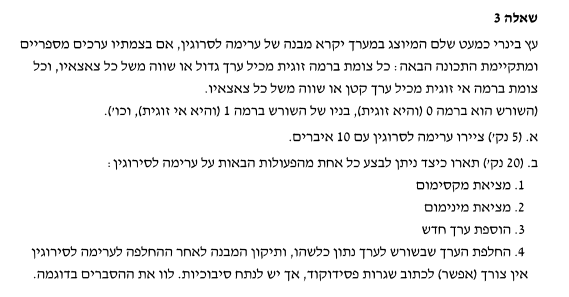 שאלה 3
עץ בינרי כמעט שלם המיוצג במערך יקרא מבנה של ערימה לסרוגין, אם בצמתיו ערכים מספריים
ומתקיימת התכונה הבאה: כל צומת ברמה זוגית מכיל ערך גדול או שווה משל כל צאצאיו, וכל
צומת ברמה אי זוגית מכיל ערך קטן או שווה משל כל צאצאיו.
(השורש הוא ברמה 0 (והיא זוגית), בניו של השורש ברמה 1 (והיא אי זוגית), וכו').
א. (5 נק') ציירו ערימה לסרוגין עם 10 איברים.
ב. (20 נק') תארו כיצד ניתן לבצע כל אחת מהפעולות הבאות על ערימה לסירוגין:
1. מציאת מקסימום
2. מציאת מינימום
3. הוספת ערך חדש
4. החלפת הערך שבשורש לערך נתון כלשהו, ותיקון המבנה לאחר ההחלפה לערימה לסירוגין
אין צורך (אפשר) לכתוב שגרות פסידוקוד, אך יש לנתח סיבוכיות. לוו את ההסברים בדוגמה.